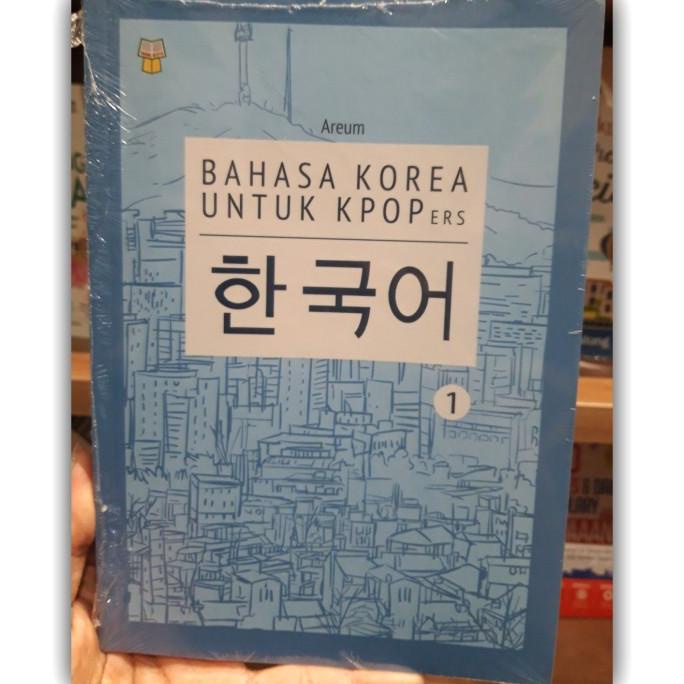 Areum
BAHASA KOREA
UNTUK KPOPERS
한국어
1